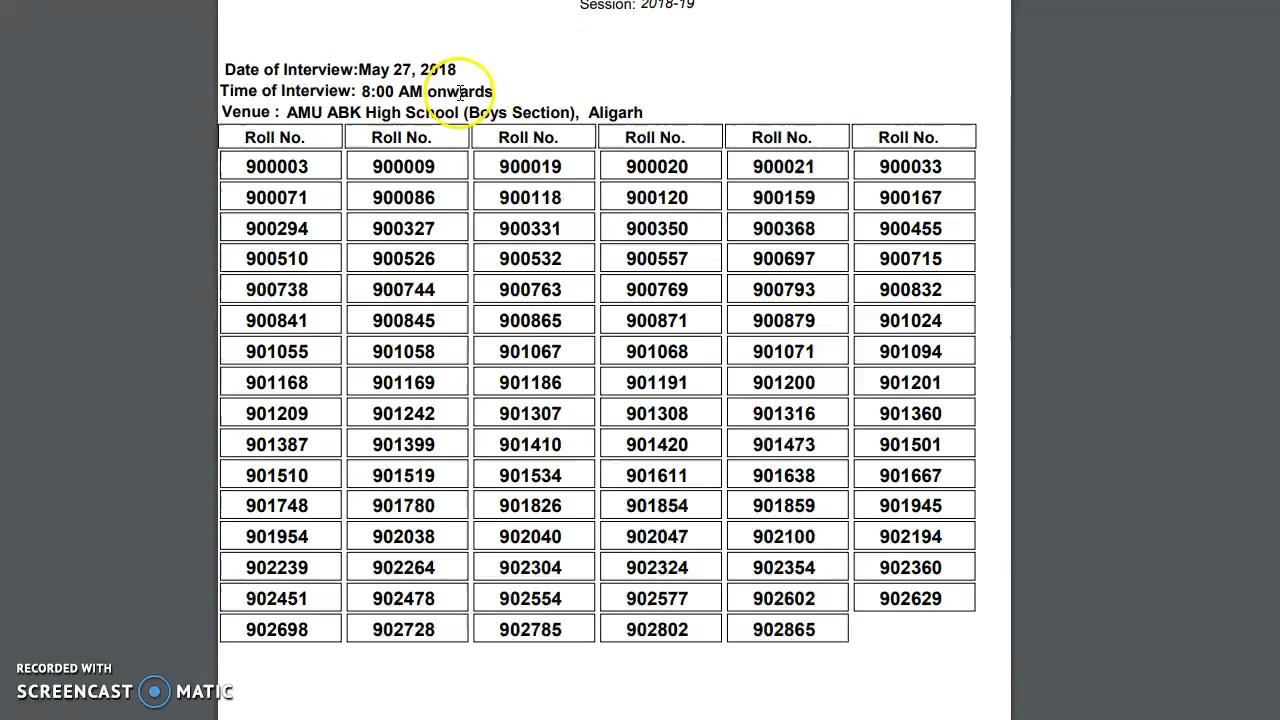 Session: 2018-19
Date of Interview:May 27, 2018
Time of Interview: 8:00 AM onwards
Venue : AMU ABK High School (Boys Section), Aligarh
Roll No. Roll No. Roll No. Roll No. Roll No. Roll No.
900003 900009 900019 900020 900021 900033
900071 900086 900118 900120 900159 900167
900294 900327 900331 900350 900368 900455
900510 900526 900532 900557 900697 900715
900738 900744 900763 900769 900793 900832
900841 900845 900865 900871 900879 901024
901055 901058 901067 901068 901071 901094
901168 901169 901186 901191 901200 901201
901209 901242 901307 901308 901316 901360
901387 901399 901410 901420 901473 901501
901510 901519 901534 901611 901638 901667
901748 901780 901826 901854 901859 901945
901954 902038 902040 902047 902100 902194
902239 902264 902304 902324 902354 902360
902451 902478 902554 902577 902602 902629
902698 902728 902785 902802 902865
RECORDED WITH
SCREENCAST MATIC